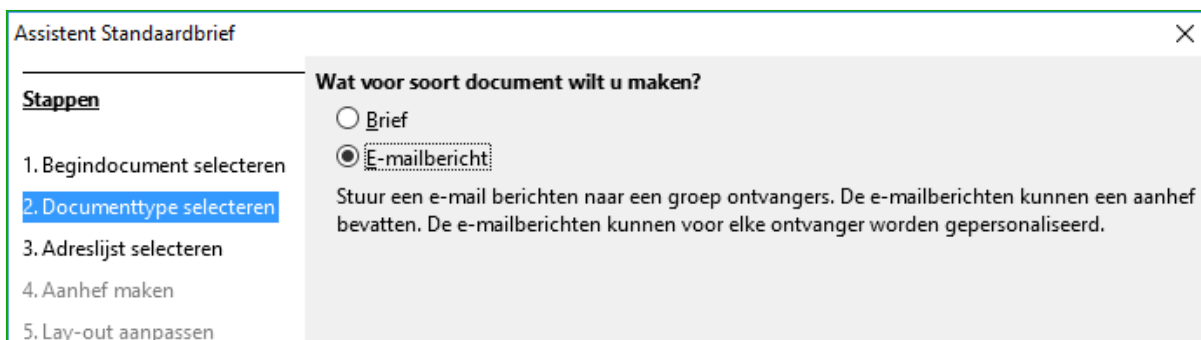 Assistent Standaardbrief
Stappen
1. Begindocument selecteren
2. Documenttype selecteren
3. Adreslijst selecteren
4. Aanhef maken
5. Lay-out aanpassen
Wat voor soort document wilt u maken?
Brief
E-mailbericht
Stuur een e-mail berichten naar een groep ontvangers. De e-mailberichten kunnen een aanhef
bevatten. De e-mailberichten kunnen voor elke ontvanger worden gepersonaliseerd.